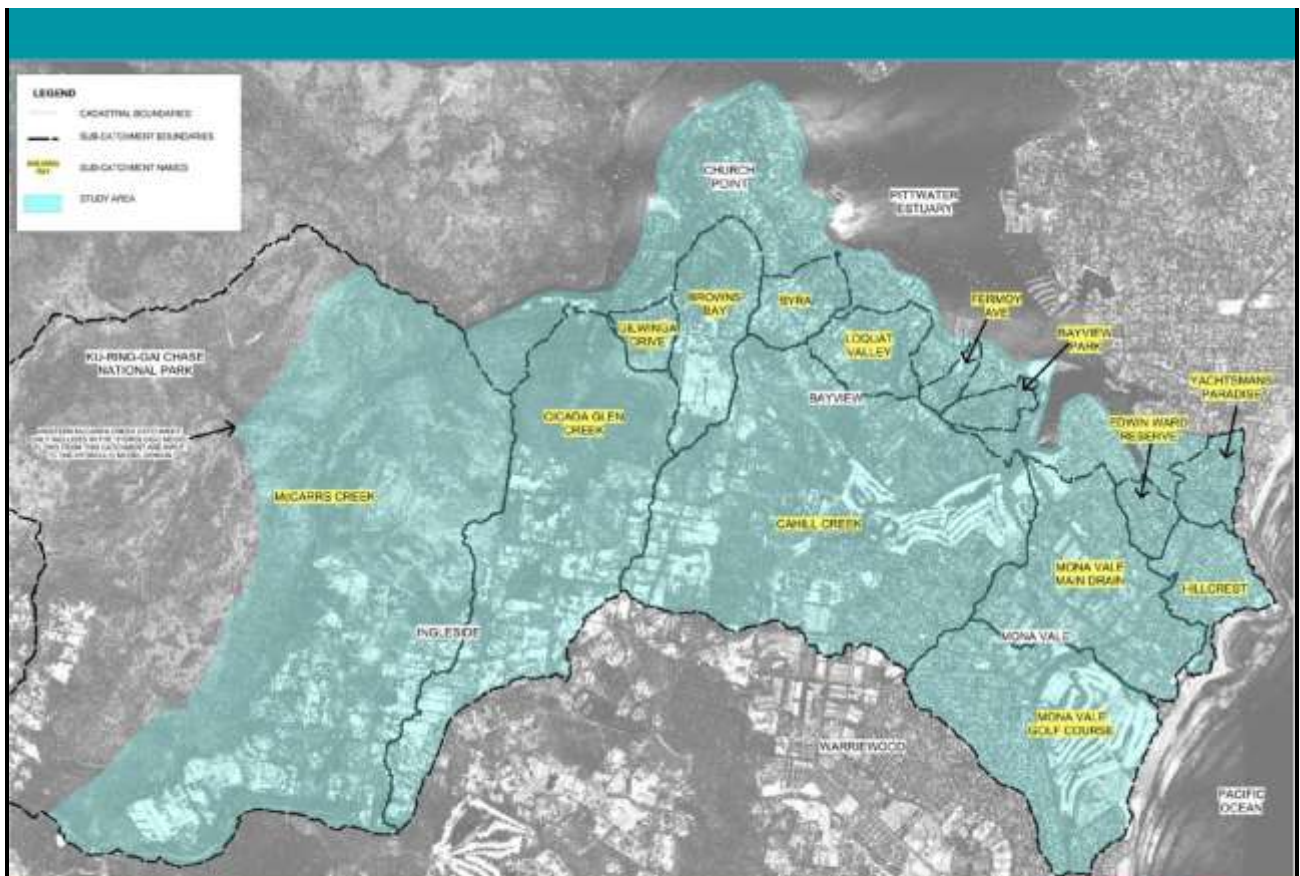 LEGEND
CADASTRAL BOUNDARIES
SUB-CATCHMENT BOUNDARIES
SUB-CATCHMENT NAMES
STUDY AREA
CHURCH
POINT
PITTWATER
ESTUARY
BROWNS
BAY
BYRA
FERMOY
AVE
BAYVIEW
PARK
JILWINGA
DRIVE
LOQUAT
VALLEY
KU-RING-GAI CHASE
NATIONAL PARK
YACHTSMANS
PARADISE
BAYVIEW
CICADA GLEN
CREEK
EDWIN WARD
RESERVE
McCARRS CREEK
CAHILL CREEK
MONA VALE
MAIN DRAIN
HILLCREST
INGLESIDE
MONA VALE
MONA VALE
GOLF COURSE
WARRIEWOOD
PACIFIC
OCEAN